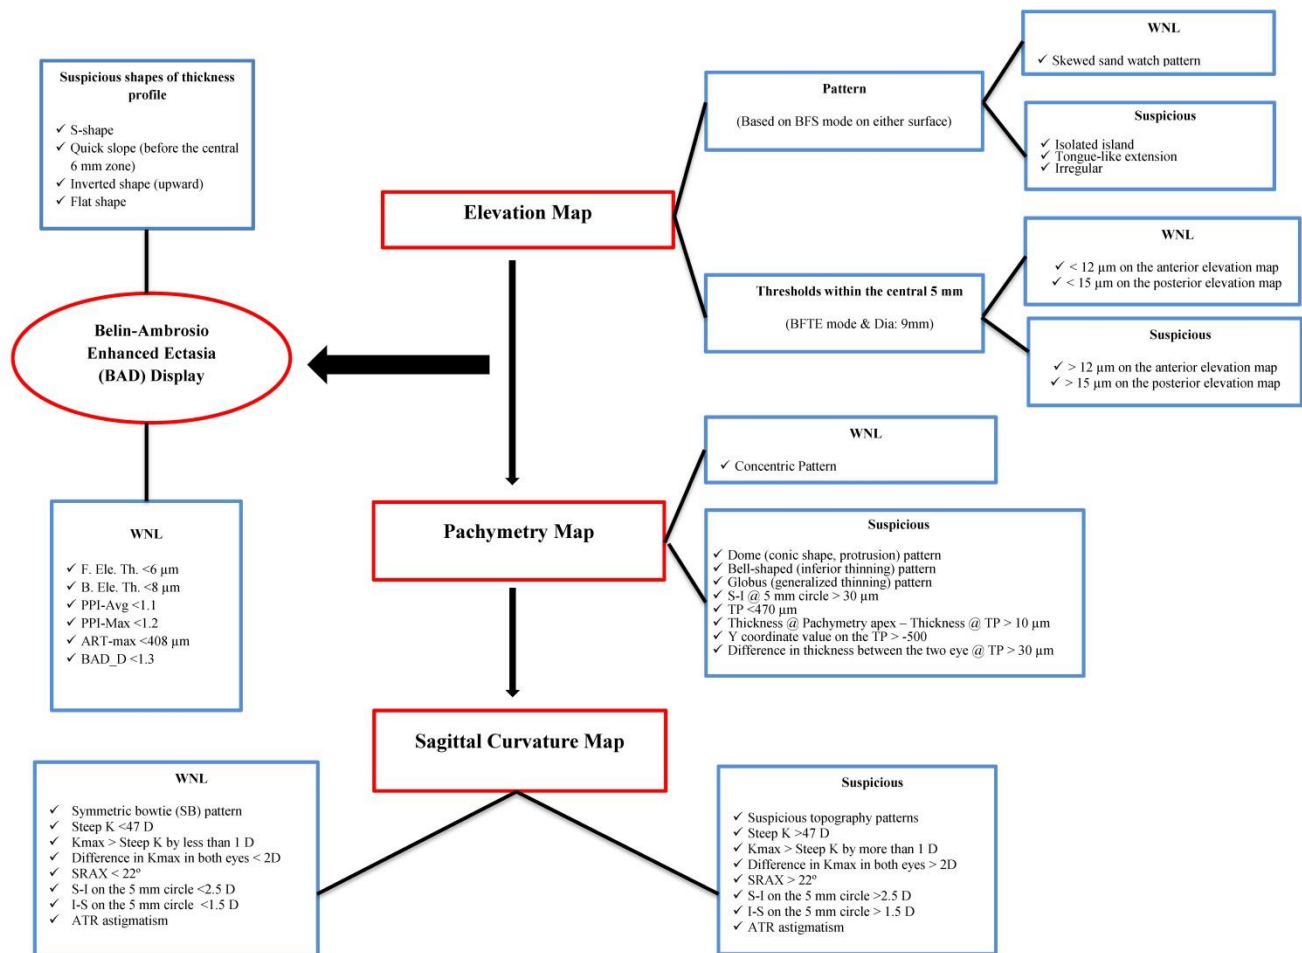 Suspicious shapes of thickness
profile
✓ S-shape
✓ Quick slope (before the central
6 mm zone)
✓ Inverted shape (upward)
✓ Flat shape
Belin-Ambrosio
Enhanced Ectasia
(BAD) Display
WNL
✓ F. Ele. Th. <6 µm
✓ B. Ele. Th. <8 µm
✓ PPI-Avg <1.1
✓ PPI-Max <1.2
✓ ART-max <408 µm
✓ BAD_D <1.3
Elevation Map
Pattern
(Based on BFS mode on either surface)
WNL
✓ Skewed sand watch pattern
Suspicious
✓ Isolated island
✓ Tongue-like extension
✓ Irregular
Thresholds within the central 5 mm
(BFTE mode & Dia: 9mm)
WNL
✓ < 12 µm on the anterior elevation map
✓ < 15 µm on the posterior elevation map
Suspicious
✓ > 12 µm on the anterior elevation map
✓ > 15 µm on the posterior elevation map
Pachymetry Map
WNL
✓ Concentric Pattern
Suspicious
✓ Dome (conic shape, protrusion) pattern
✓ Bell-shaped (inferior thinning) pattern
✓ Globus (generalized thinning) pattern
✓ S-I @ 5 mm circle > 30 µm
✓ TP <470 µm
✓ Thickness @ Pachymetry apex – Thickness @ TP > 10 µm
✓ Y coordinate value on the TP > -500
✓ Difference in thickness between the two eye @ TP > 30 µm
Sagittal Curvature Map
WNL
✓ Symmetric bowtie (SB) pattern
✓ Steep K <47 D
✓ Kmax > Steep K by less than 1 D
✓ Difference in Kmax in both eyes < 2D
✓ SRAX < 22º
✓ S-I on the 5 mm circle <2.5 D
✓ I-S on the 5 mm circle <1.5 D
✓ ATR astigmatism
Suspicious
✓ Suspicious topography patterns
✓ Steep K >47 D
✓ Kmax > Steep K by more than 1 D
✓ Difference in Kmax in both eyes > 2D
✓ SRAX > 22º
✓ S-I on the 5 mm circle >2.5 D
✓ I-S on the 5 mm circle > 1.5 D
✓ ATR astigmatism